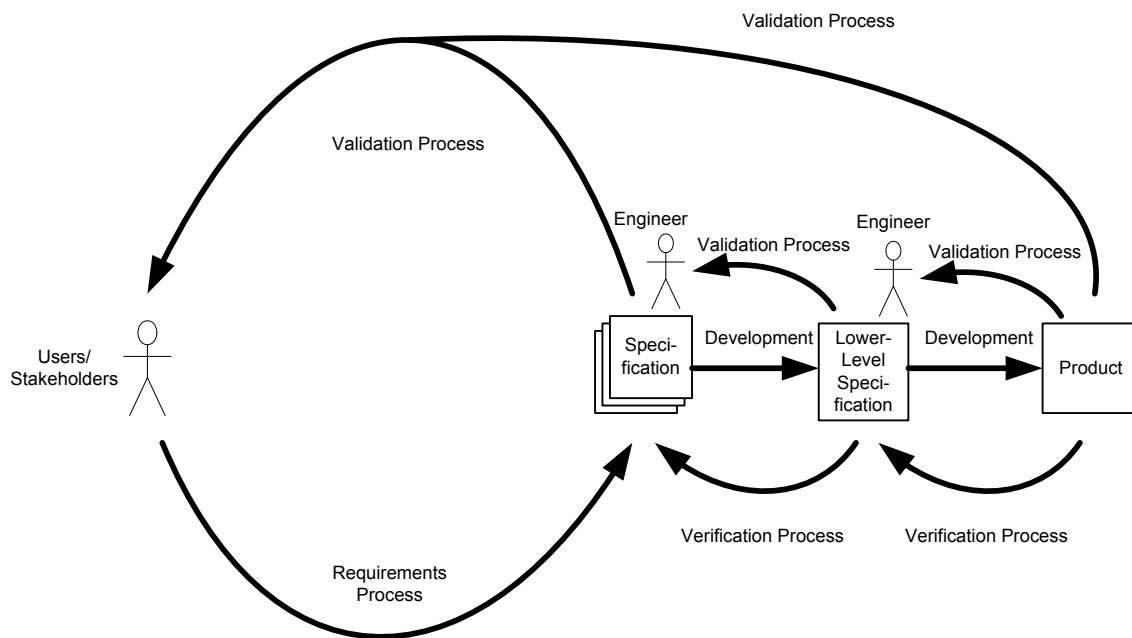 Validation Process
Validation Process
Engineer
Engineer
Validation Process
Validation Process
Users/
Stakeholders
Speci-
fication
Development
Lower-
Level
Speci-
fication
Development
Product
Verification Process
Verification Process
Requirements
Process